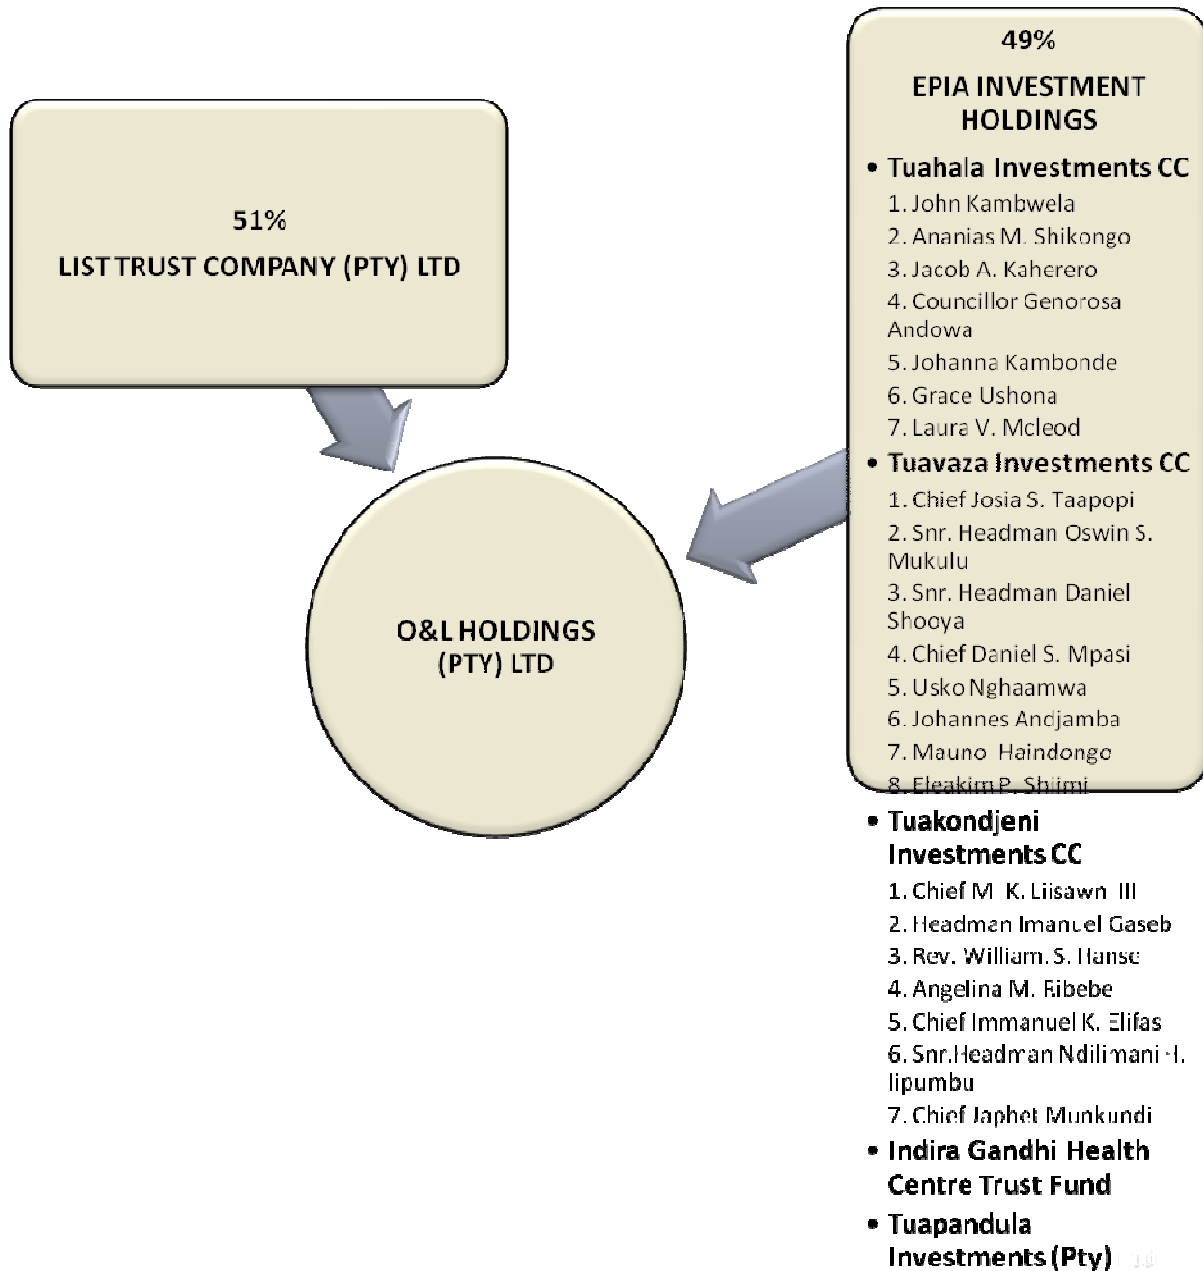 51%
LIST TRUST COMPANY (PTY) LTD
O&L HOLDINGS
(PTY) LTD
49%
EPIA INVESTMENT
HOLDINGS
• Tuahala Investments CC
1. John Kambwela
2. Ananias M. Shikongo
3. Jacob A. Kaherero
4. Councillor Genorosa
Andowa
5. Johanna Kambonde
6. Grace Ushona
7. Laura V. Mcleod
• Tuavaza Investments CC
1. Chief Josia S. Taapopi
2. Snr. Headman Oswin S.
Mukulu
3. Snr. Headman Daniel
Shooya
4. Chief Daniel S. Mpasi
5. Usko Nghaamwa
6. Johannes Andjamba
7. Mauno Haindongo
8. Eleakim P. Shiimi
• Tuakondjeni
Investments CC
1. Chief M K. Liisawn III
2. Headman Imanuel Gaseb
3. Rev. William. S. Hanse
4. Angelina M. Ribebe
5. Chief Immanuel K. Elifas
6. Snr.Headman Ndilimani H.
Iipumbu
7. Chief Japhet Munkundi
• Indira Gandhi Health
Centre Trust Fund
• Tuapandula
Investments (Pty)